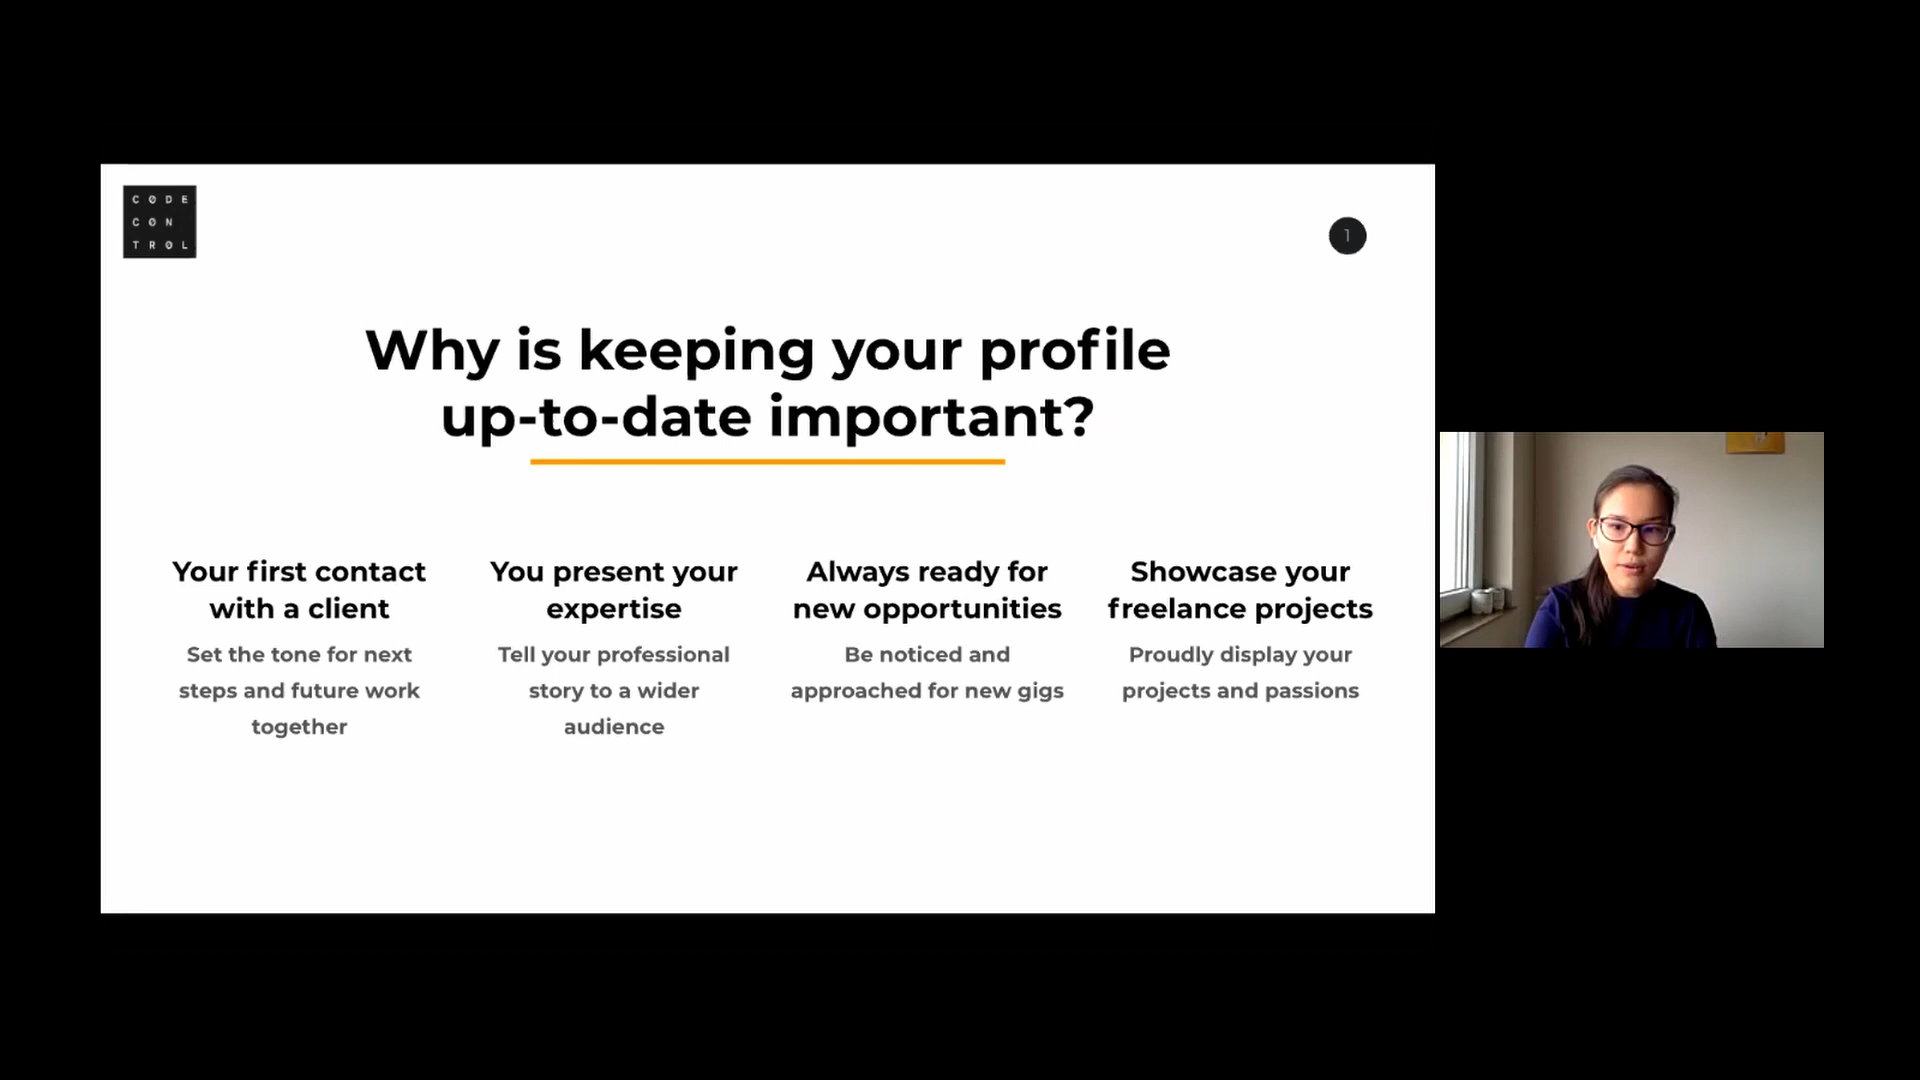 CØDE
CØN
TRØL
1
Why is keeping your profile
up-to-date important?
Your first contact
with a client
Set the tone for next
steps and future work
together
You present your
expertise
Tell your professional
story to a wider
audience
Always ready for
new opportunities
Be noticed and
approached for new gigs
Showcase your
freelance projects
Proudly display your
projects and passions